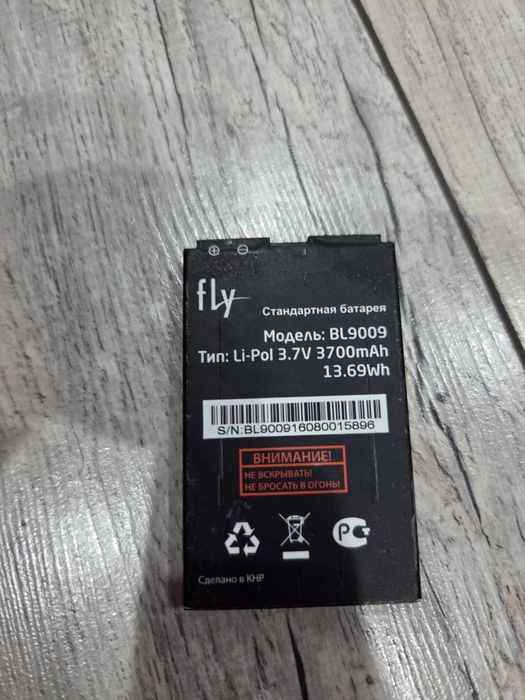 fly
Стандартная батарея
Модель: BL9009
Тип: Li-Pol 3.7V 3700mAh
13.69Wh
S/N:BL900916080015896
ВНИМАНИЕ!
НЕ ВСКРЫВАТЬ!
НЕ БРОСАТЬ В ОГОНЬ!
Сделано в КНР